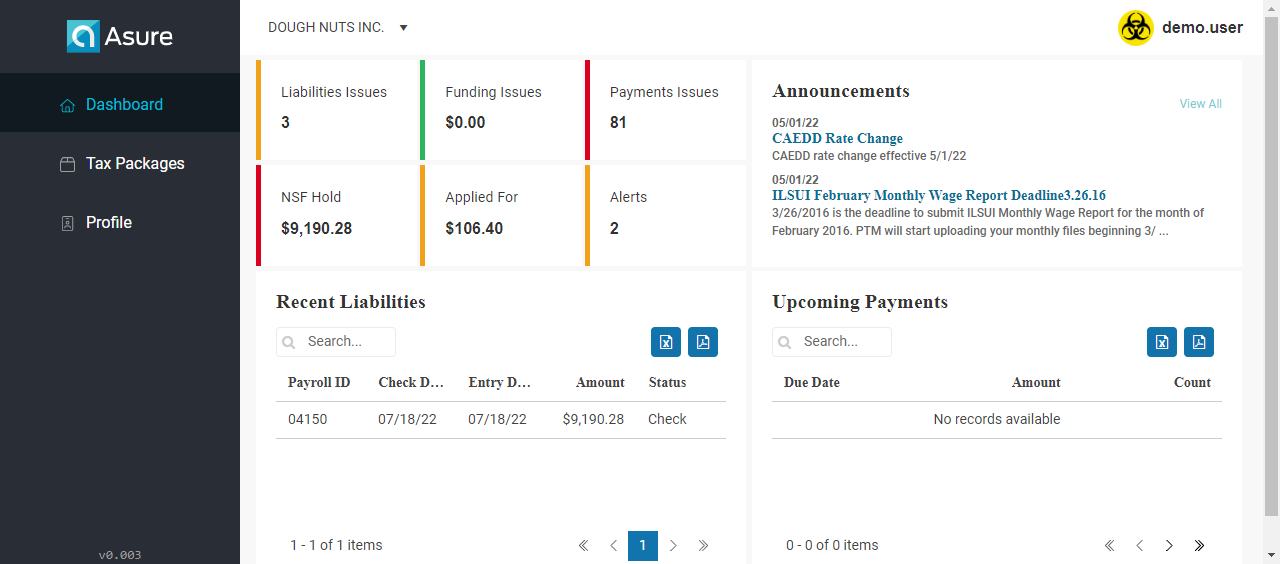 Asure
DOUGH NUTS INC.
demo.user
Dashboard
Tax Packages
Profile
v0.003
Liabilities Issues
3
Funding Issues
$0.00
Payments Issues
81
NSF Hold
$9,190.28
Applied For
$106.40
Alerts
2
Announcements
View All
05/01/22
CAEDD Rate Change
CAEDD rate change effective 5/1/22
05/01/22
ILSUI February Monthly Wage Report Deadline3.26.16
3/26/2016 is the deadline to submit ILSUI Monthly Wage Report for the month of
February 2016. PTM will start uploading your monthly files beginning 3/ ...
Recent Liabilities
Search...
Payroll ID Check D... Entry D... Amount Status
04150 07/18/22 07/18/22 $9,190.28 Check
1 - 1 of 1 items
1
Upcoming Payments
Search...
Due Date Amount Count
No records available
0 - 0 of 0 items